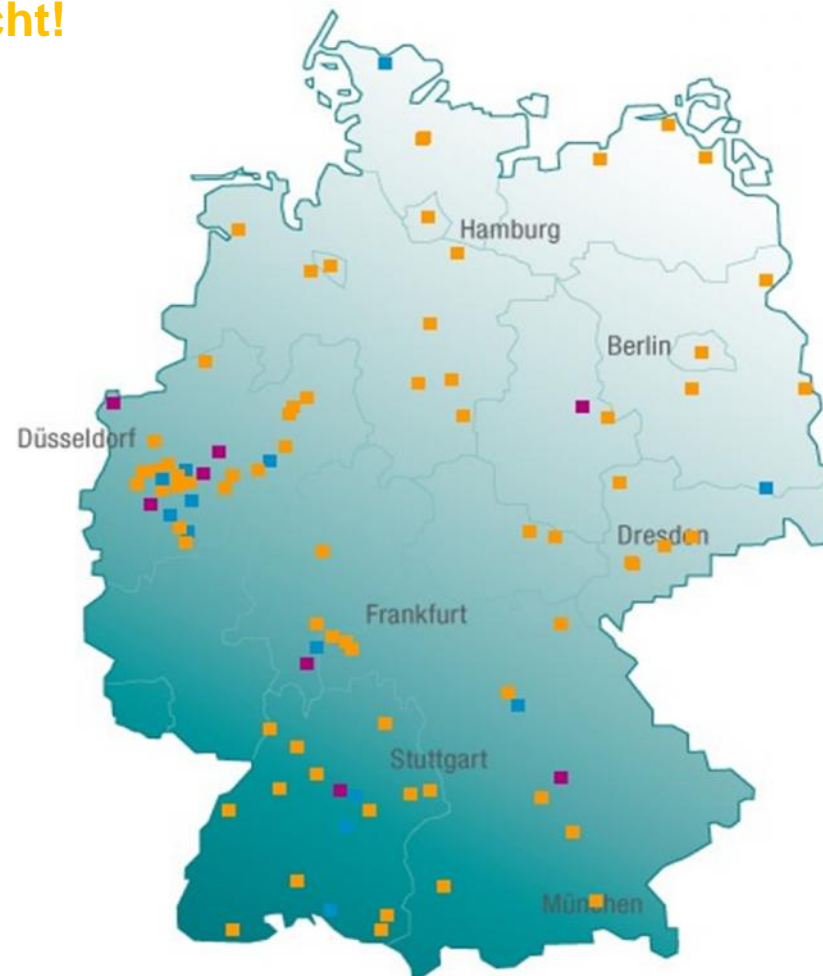 cht!
Hamburg
Berlin
Düsseldorf
Dresden
Frankfurt
Stuttgart
München